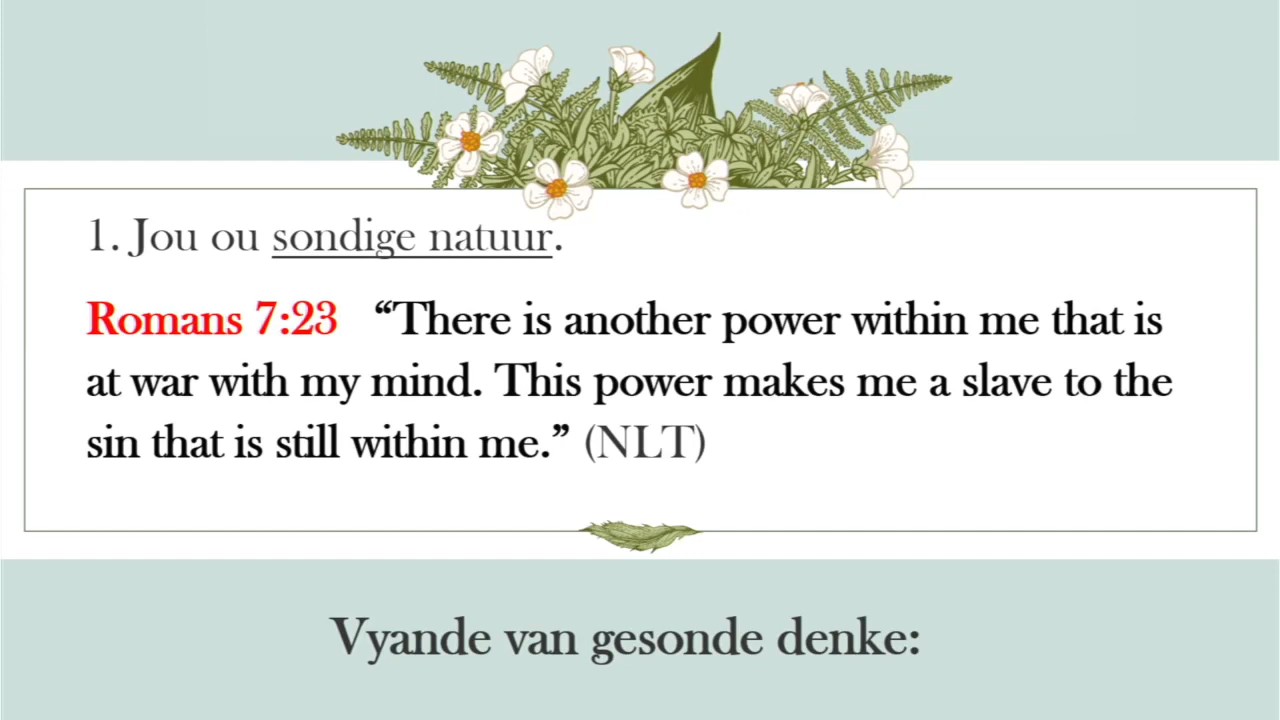 1. Jou ou sondige natuur.
Romans 7:23 “There is another power within me that is
at war with my mind. This power makes me a slave to the
sin that is still within me.” (NLT)
Vyande van gesonde denke: